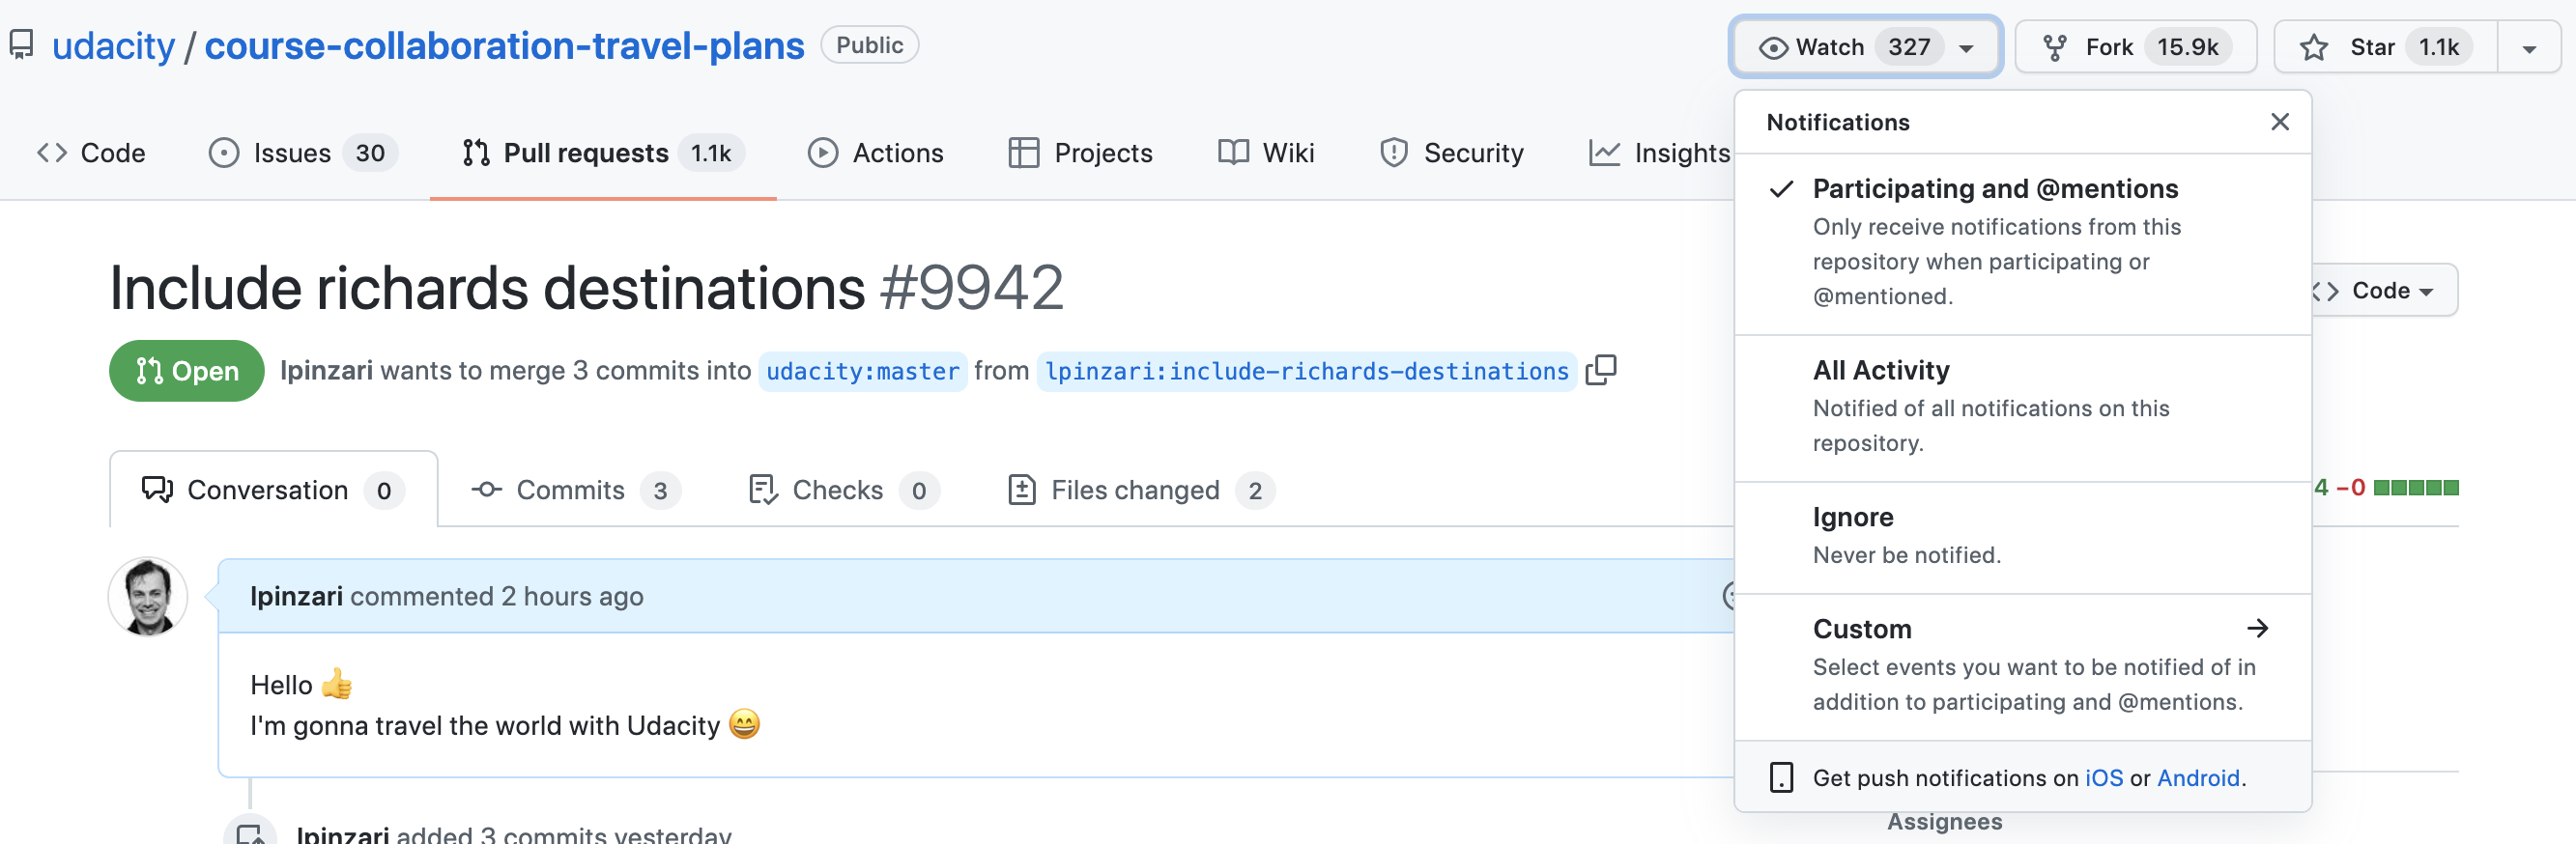 udacity / course-collaboration-travel-plans Public
Watch 327 Fork 15.9k Star 1.1k
Code Issues 30 Pull requests 1.1k Actions Projects Wiki Security Insights
Include richards destinations #9942
Open lpinzari wants to merge 3 commits into udacity:master from lpinzari:include-richards-destinations
Code
Conversation 0 Commits 3 Checks 0 Files changed 2
4 −0
lpinzari commented 2 hours ago
Hello 👍
I'm gonna travel the world with Udacity 😄
lpinzari added 3 commits yesterday
Notifications
Participating and @mentions
Only receive notifications from this
repository when participating or
@mentioned.
All Activity
Notified of all notifications on this
repository.
Ignore
Never be notified.
Custom
Select events you want to be notified of in
addition to participating and @mentions.
Get push notifications on iOS or Android.
Assignees